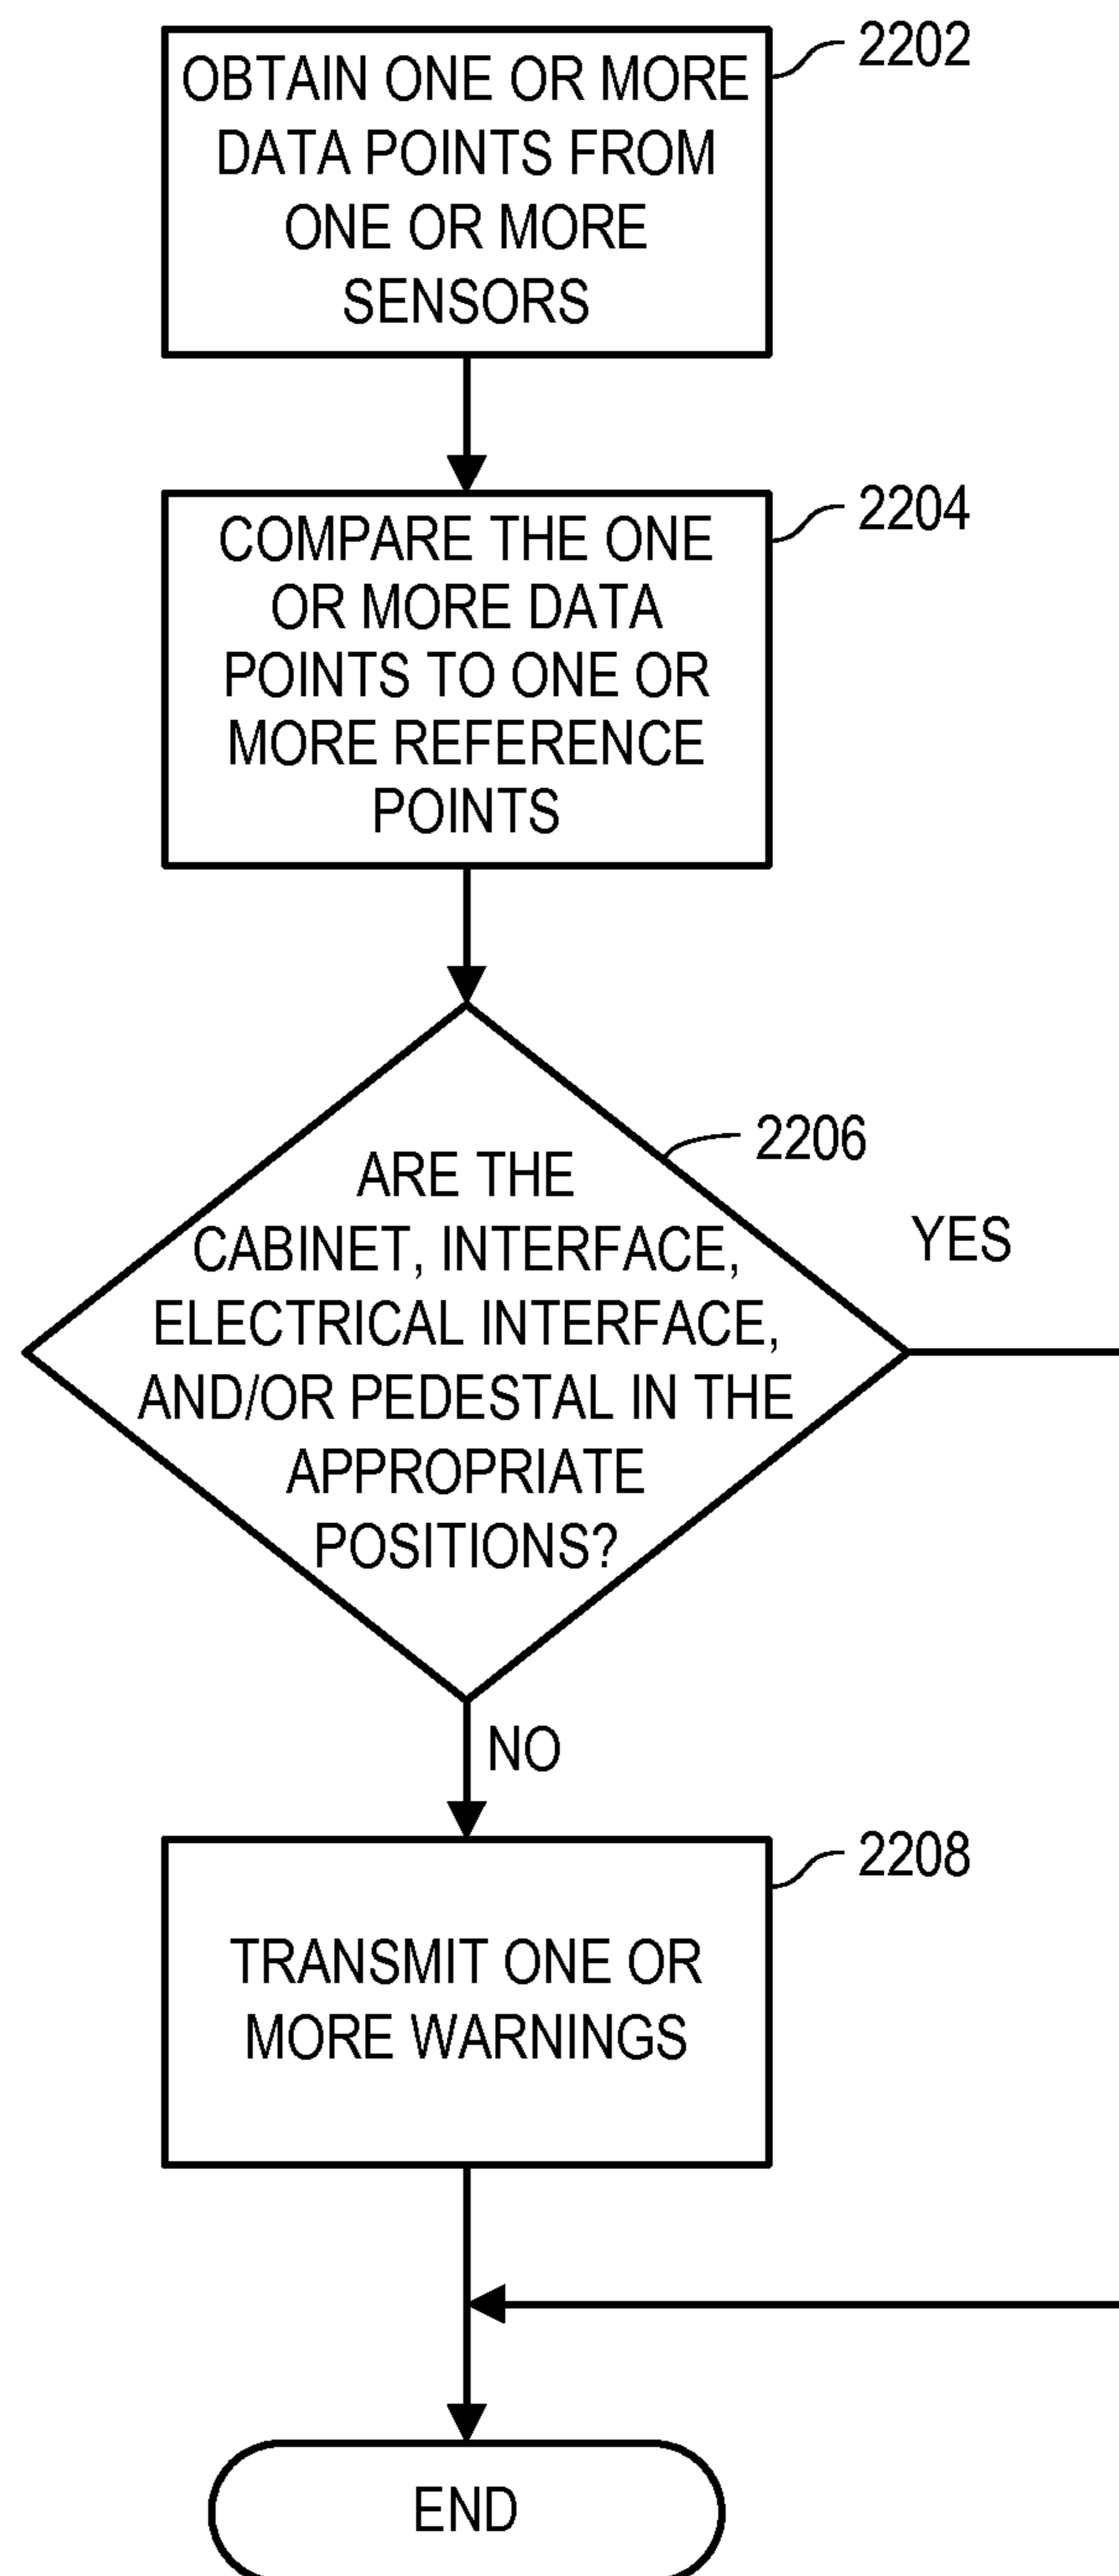 2202
OBTAIN ONE OR MORE
DATA POINTS FROM
ONE OR MORE
SENSORS
2204
COMPARE THE ONE
OR MORE DATA
POINTS TO ONE OR
MORE REFERENCE
POINTS
2206
ARE THE
CABINET, INTERFACE,
ELECTRICAL INTERFACE,
AND/OR PEDESTAL IN THE
APPROPRIATE
POSITIONS?
YES
NO
2208
TRANSMIT ONE OR
MORE WARNINGS
END